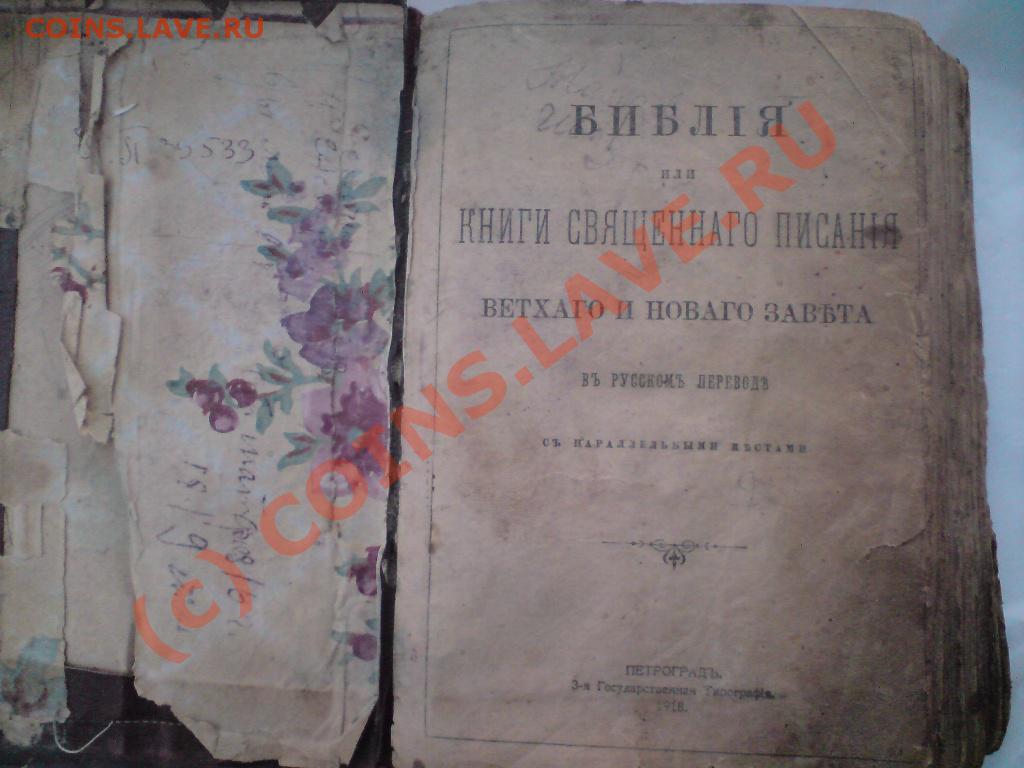 COINS.LAVE.RU
33533
БИБЛІЯ
или
КНИГИ СВЯЩЕННАГО ПИСАНІЯ
ВЕТХАГО И НОВАГО ЗАВѢТА
ВЪ РУССКОМЪ ПЕРЕВОДѢ
СЪ ПАРАЛЛЕЛЬНЫМИ МѢСТАМИ
ПЕТРОГРАДЪ.
3-я Государственная Типографія.
1918.
(c) COINS.LAVE.RU